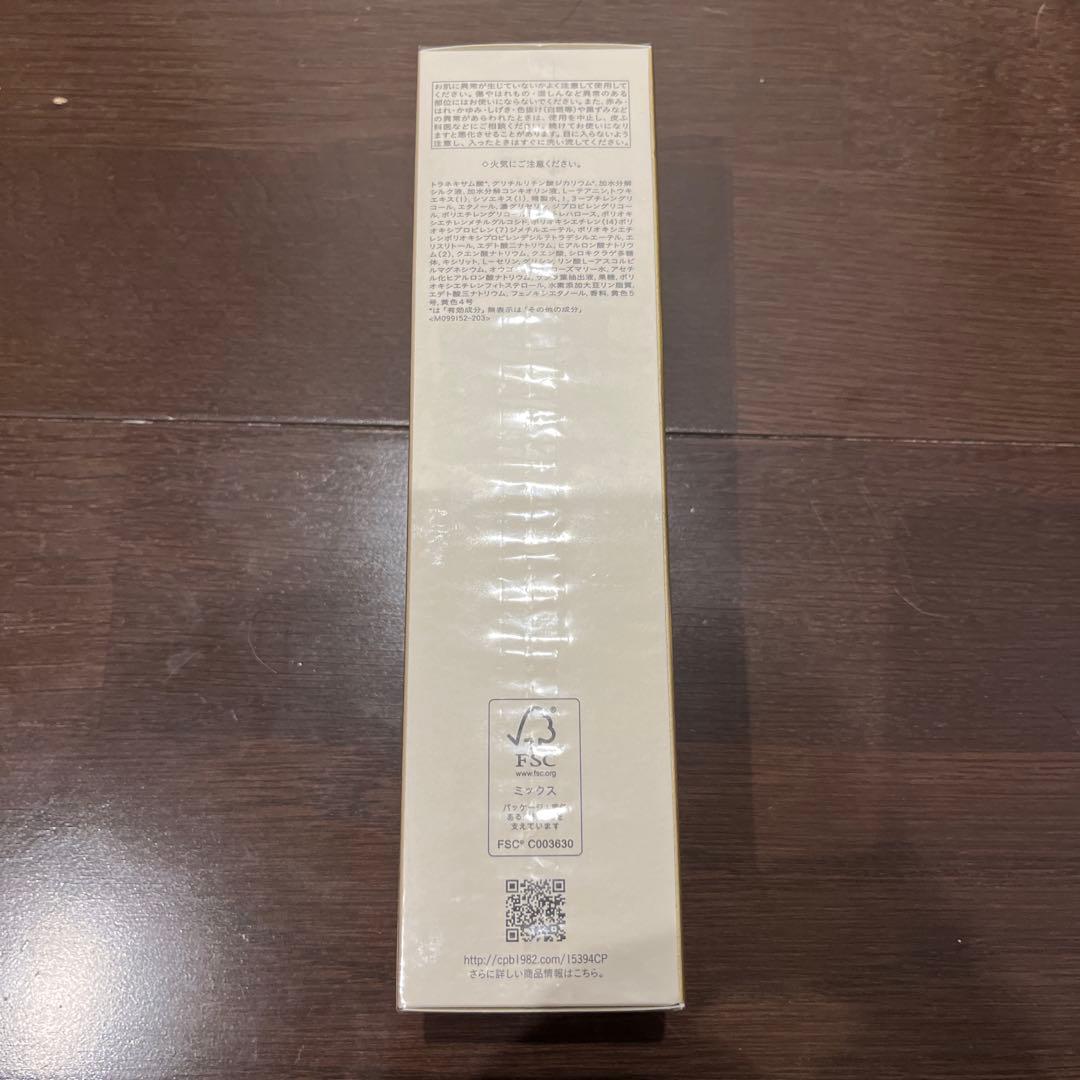 お肌に異常が生じていないかよく注意して使用して
ください。傷やはれもの・湿しんなど異常のある
部位にはお使いにならないでください。また、赤み・
はれ・かゆみ・しげき・色抜け(白斑等)や黒ずみなど
の異常があらわれたときは、使用を中止し、皮ふ
科医などにご相談ください。続けてお使いになり
ますと悪化させることがあります。目に入らないよう
注意し、入ったときはすぐに洗い流してください。
◇火気にご注意ください。
トラネキサム酸*,グリチルリチン酸ジカリウム*,加水分解
シルク液,加水分解コンキオリン液,L-テアニン,トウキ
エキス(1),シソエキス(1),精製水,1,3-ブチレングリ
コール,エタノール,濃グリセリン,ジプロピレングリコー
ル,ポリエチレングリコール トレハロース,ポリオキ
シエチレンメチルグルコシド,ポリオキシエチレン(14)ポリ
オキシプロピレン(7)ジメチルエーテル,ポリオキシエチ
レンポリオキシプロピレンデシルテトラデシルエーテル,エ
リスリトール,エデト酸二ナトリウム,ヒアルロン酸ナトリウ
ム(2),クエン酸ナトリウム,クエン酸,シロキクラゲ多糖
体,キシリット,L-セリン,グリシン,リン酸L-アスコルビ
ルマグネシウム,オウゴ ローズマリー水,アセチ
ル化ヒアルロン酸ナトリウム, 葉抽出液,果糖,ポリ
オキシエチレンフィトステロール,水素添加大豆リン脂質,
エデト酸三ナトリウム,フェノキシエタノール,香料,黄色5
号,黄色4号
*は「有効成分」無表示は「その他の成分」
<M099152-203>
FSC
www.fsc.org
ミックス
パッケージ
ある
支えています
FSC® C003630
http://cpb1982.com/15394CP
さらに詳しい商品情報はこちら。